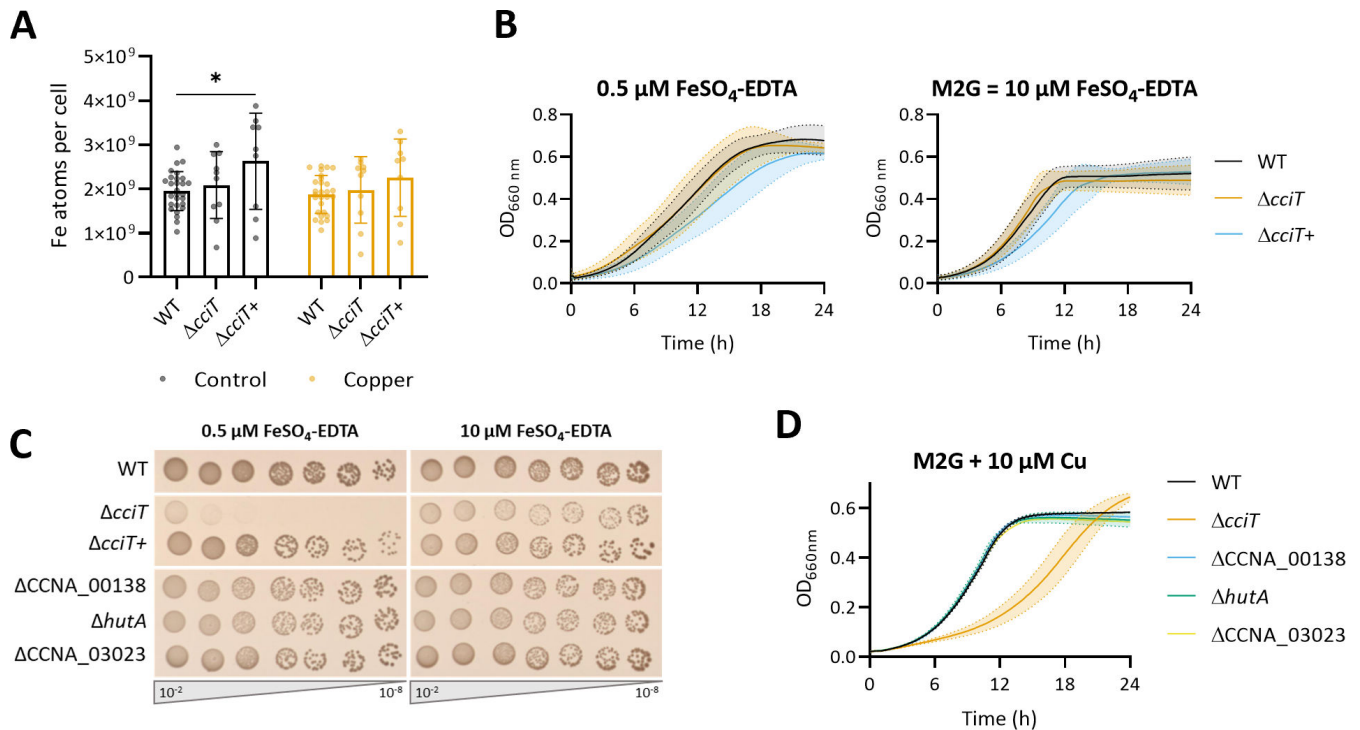 A
Fe atoms per cell
5×10⁹
4×10⁹
3×10⁹
2×10⁹
1×10⁹
0
*
WT
ΔcciT
ΔcciT+
WT
ΔcciT
ΔcciT+
Control
Copper
B
0.5 µM FeSO₄-EDTA
OD₆₆₀ ₙₘ
0.8
0.6
0.4
0.2
0.0
0 6 12 18 24
Time (h)
M2G = 10 µM FeSO₄-EDTA
OD₆₆₀ ₙₘ
0.8
0.6
0.4
0.2
0.0
0 6 12 18 24
Time (h)
WT
ΔcciT
ΔcciT+
C
0.5 µM FeSO₄-EDTA
10 µM FeSO₄-EDTA
WT
ΔcciT
ΔcciT+
ΔCCNA_00138
ΔhutA
ΔCCNA_03023
10⁻² 10⁻⁸
10⁻² 10⁻⁸
D
M2G + 10 µM Cu
OD₆₆₀ₙₘ
0.6
0.4
0.2
0.0
0 6 12 18 24
Time (h)
WT
ΔcciT
ΔCCNA_00138
ΔhutA
ΔCCNA_03023